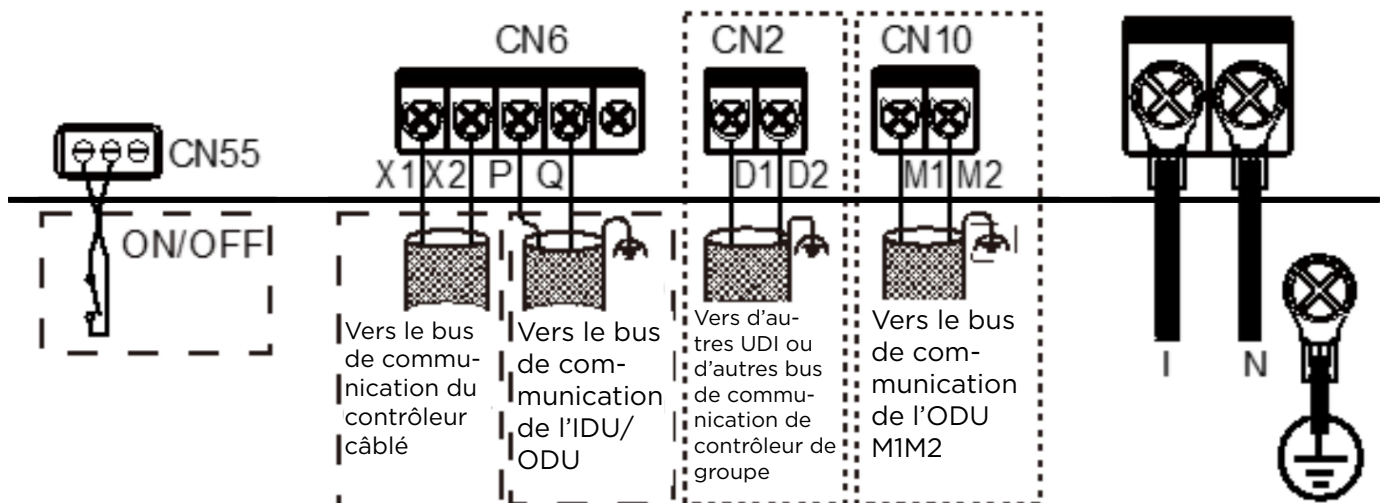 CN6
CN2
CN10
CN55
X1 X2 P Q
D1 D2
M1 M2
ON/OFF
Vers le bus
de commu-
nication du
contrôleur
câblé
Vers le bus
de com-
munication
de l'IDU/
ODU
Vers d'au-
tres UDI ou
d'autres bus
de commu-
nication de
contrôleur de
groupe
Vers le bus
de com-
munication
de l'ODU
M1M2
l
N